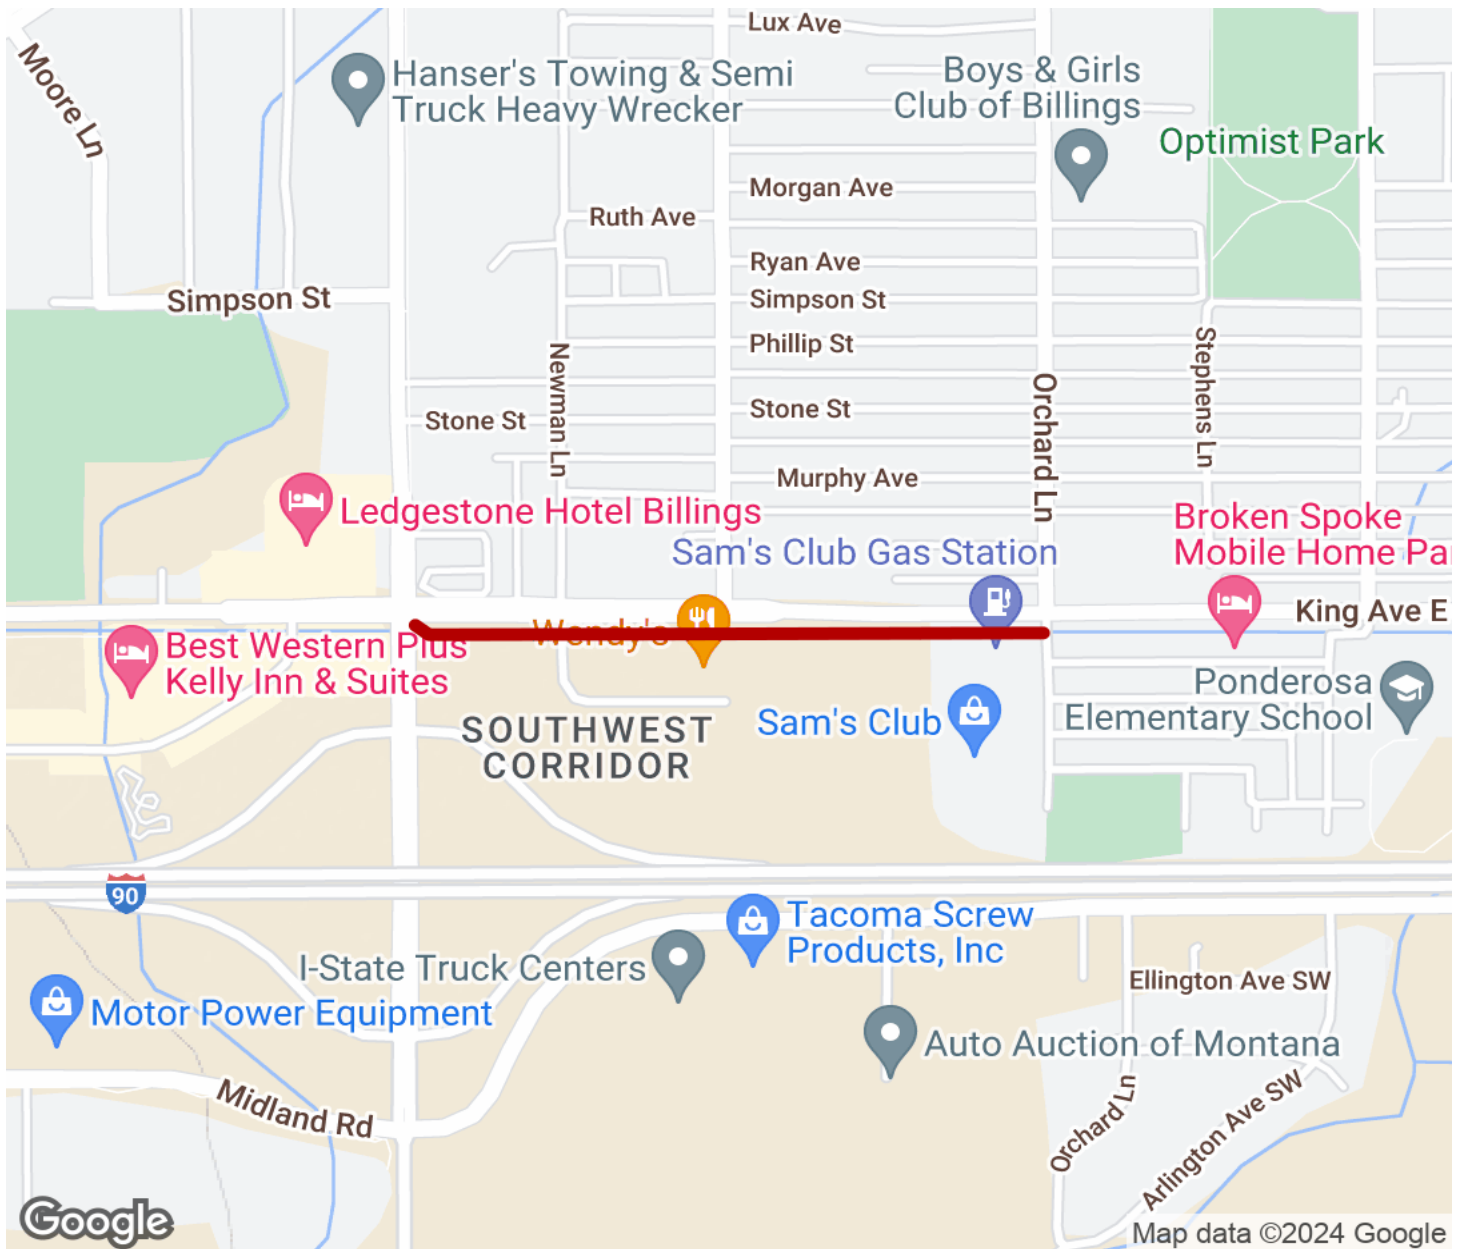 Lux Ave
Moore Ln
Hanser's Towing & Semi
Truck Heavy Wrecker
Boys & Girls
Club of Billings
Optimist Park
Morgan Ave
Ruth Ave
Ryan Ave
Simpson St
Simpson St
Phillip St
Newman Ln
Stephens Ln
Orchard Ln
Stone St
Stone St
Murphy Ave
Ledgestone Hotel Billings
Sam's Club Gas Station
Broken Spoke
Mobile Home Pa
King Ave E
Wendy's
Best Western Plus
Kelly Inn & Suites
Ponderosa
Elementary School
Sam's Club
SOUTHWEST
CORRIDOR
90
Tacoma Screw
Products, Inc
I-State Truck Centers
Ellington Ave SW
Motor Power Equipment
Auto Auction of Montana
Midland Rd
Orchard Ln
Arlington Ave SW
Google
Map data ©2024 Google